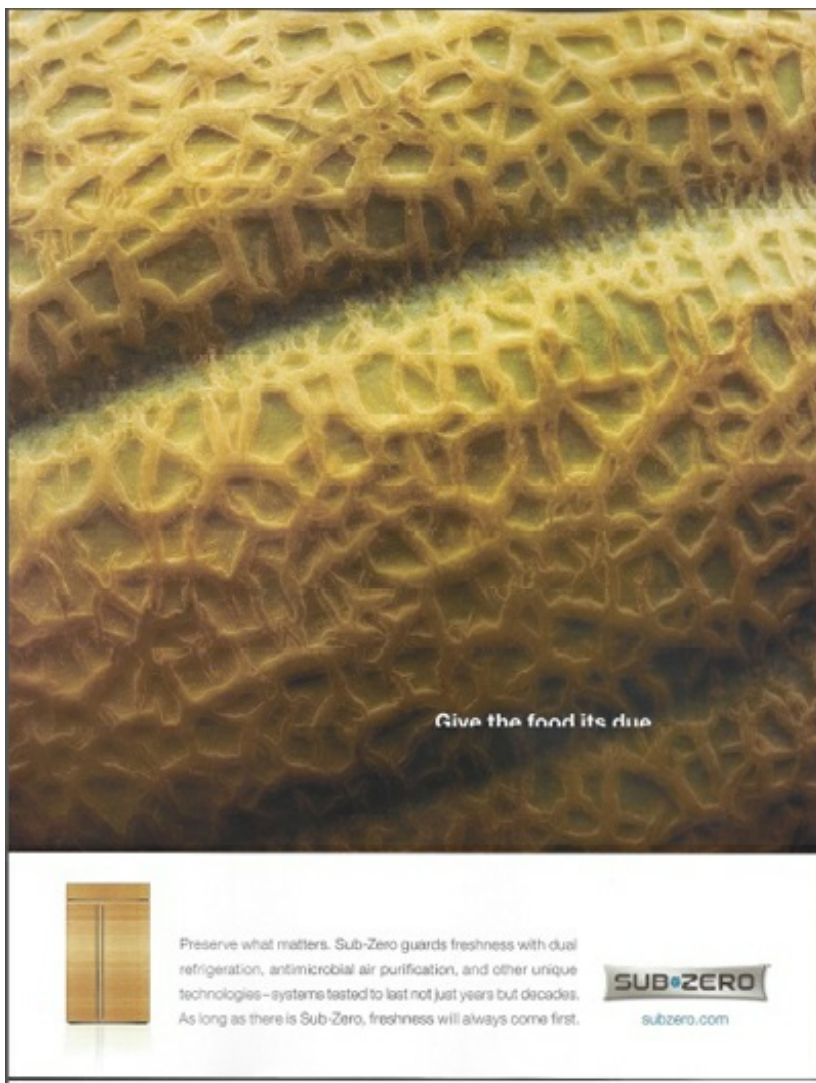 Give the food its due
Preserve what matters. Sub-Zero guards freshness with dual
refrigeration, antimicrobial air purification, and other unique
technologies–systems tested to last not just years but decades.
As long as there is Sub-Zero, freshness will always come first.
SUB ZERO
subzero.com